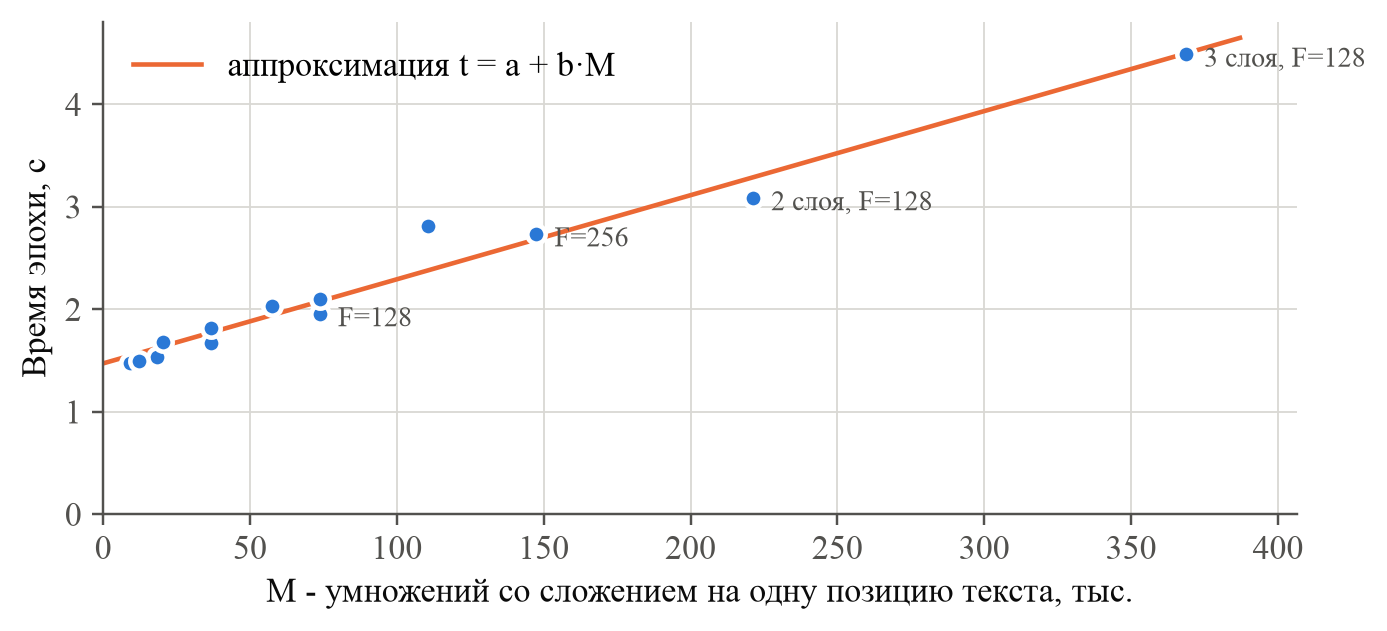 аппроксимация t = a + b·M
3 слоя, F=128
2 слоя, F=128
F=256
F=128
Время эпохи, с
4
3
2
1
0
0 50 100 150 200 250 300 350 400
M - умножений со сложением на одну позицию текста, тыс.